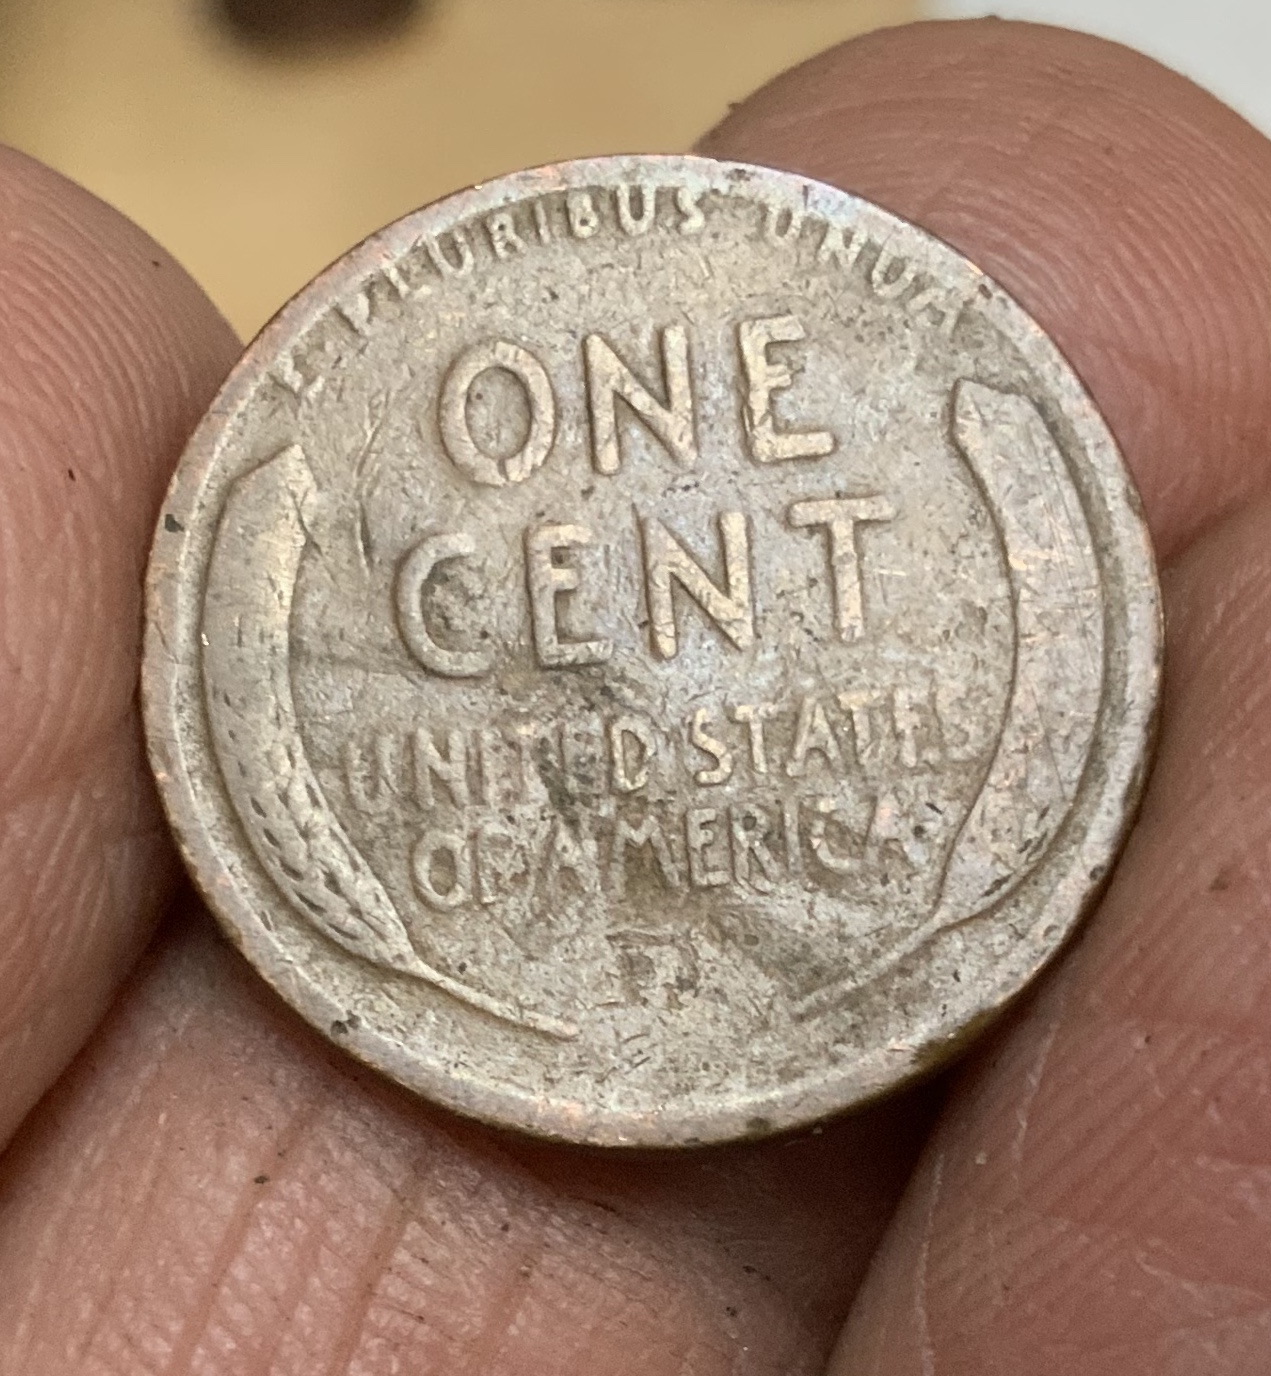 E·PLURIBUS UNUM
ONE
CENT
UNITED STATES
OF AMERICA